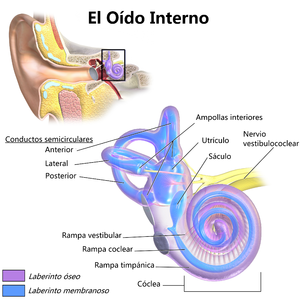 El Oído Interno
Ampollas interiores
Conductos semicirculares
Anterior
Lateral
Posterior
Utrículo
Sáculo
Nervio
vestibulococlear
Rampa vestibular
Rampa coclear
Rampa timpánica
Cóclea
Laberinto óseo
Laberinto membranoso